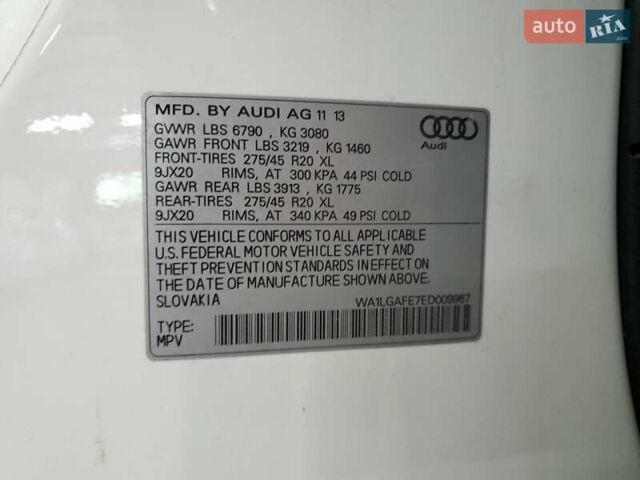 auto RIA.com
MFD. BY AUDI AG 11 13
GVWR LBS 6790 , KG 3080
GAWR FRONT LBS 3219 , KG 1460
FRONT-TIRES 275/45 R20 XL
9JX20 RIMS, AT 300 KPA 44 PSI COLD
GAWR REAR LBS 3913 , KG 1775
REAR-TIRES 275/45 R20 XL
9JX20 RIMS, AT 340 KPA 49 PSI COLD
Audi
THIS VEHICLE CONFORMS TO ALL APPLICABLE
U.S. FEDERAL MOTOR VEHICLE SAFETY AND
THEFT PREVENTION STANDARDS IN EFFECT ON
THE DATE OF MANUFACTURE SHOWN ABOVE.
SLOVAKIA WA1LGAFE7ED009967
TYPE:
MPV